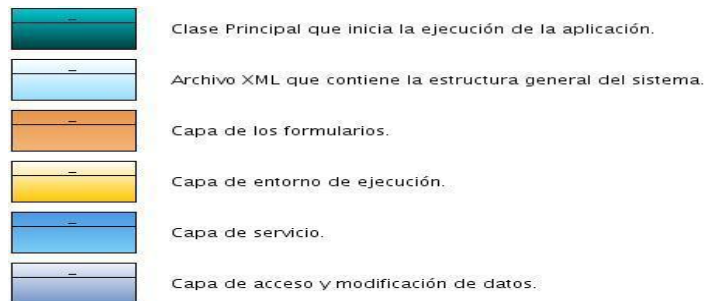 Clase Principal que inicia la ejecución de la aplicación.
Archivo XML que contiene la estructura general del sistema.
Capa de los formularios.
Capa de entorno de ejecución.
Capa de servicio.
Capa de acceso y modificación de datos.